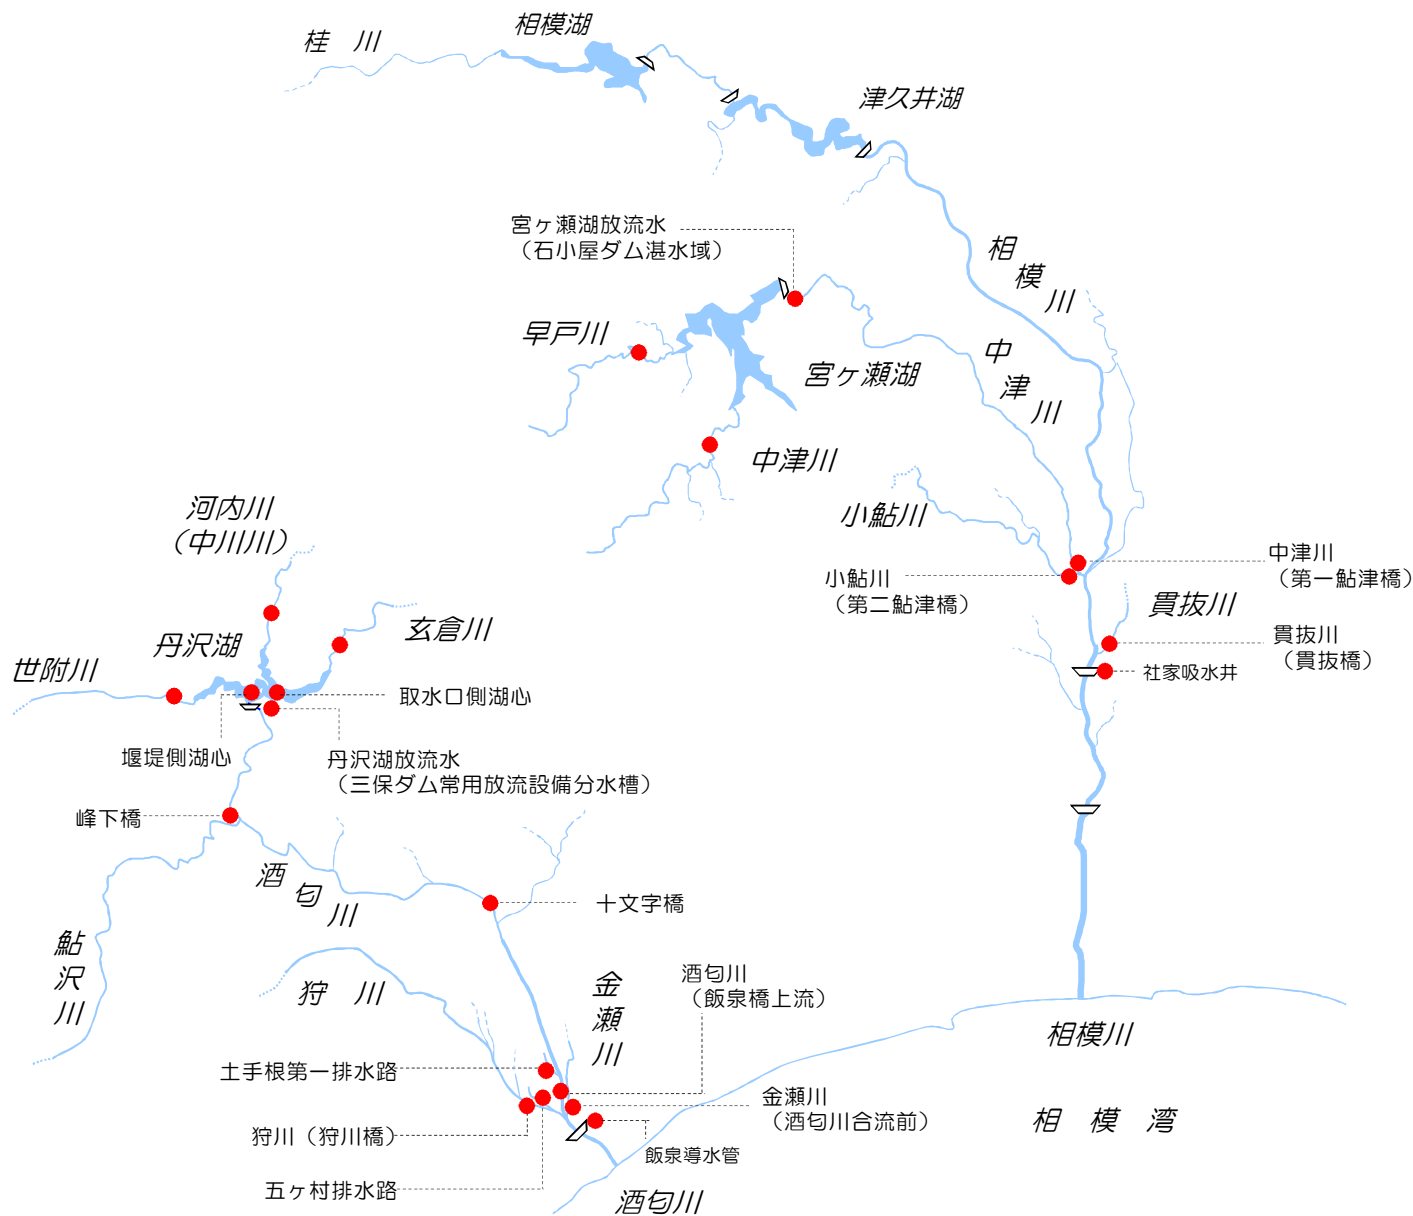 桂 川
相模湖
津久井湖
宮ヶ瀬湖放流水
（石小屋ダム湛水域）
相模川
早戸川
宮ヶ瀬湖
中津川
中津川
小鮎川
河内川
（中川川）
中津川
（第一鮎津橋）
小鮎川
（第二鮎津橋）
貫抜川
玄倉川
丹沢湖
世附川
貫抜川
（貫抜橋）
社家吸水井
取水口側湖心
堰堤側湖心
丹沢湖放流水
（三保ダム常用放流設備分水槽）
峰下橋
酒匂川
十文字橋
鮎沢川
狩 川
金瀬川
酒匂川
（飯泉橋上流）
相模川
土手根第一排水路
金瀬川
（酒匂川合流前）
相 模 湾
狩川（狩川橋）
飯泉導水管
五ヶ村排水路
酒匂川